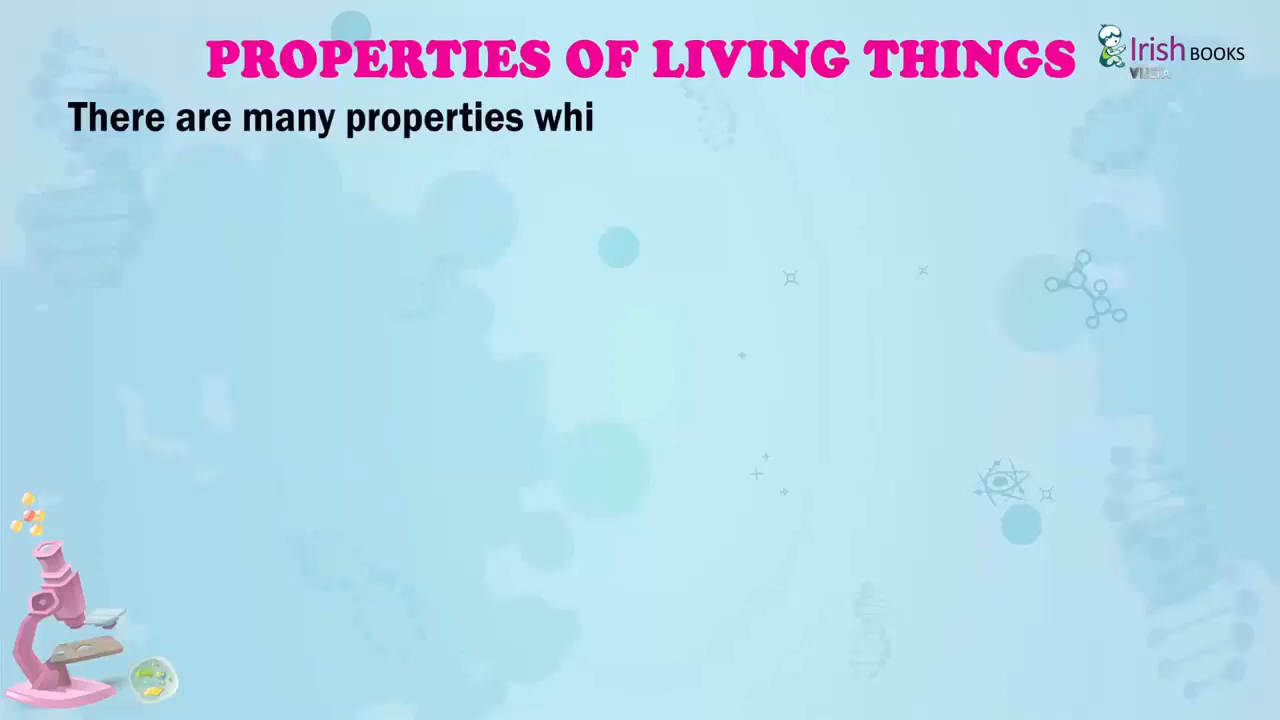 PROPERTIES OF LIVING THINGS
Irish BOOKS
There are many properties whi